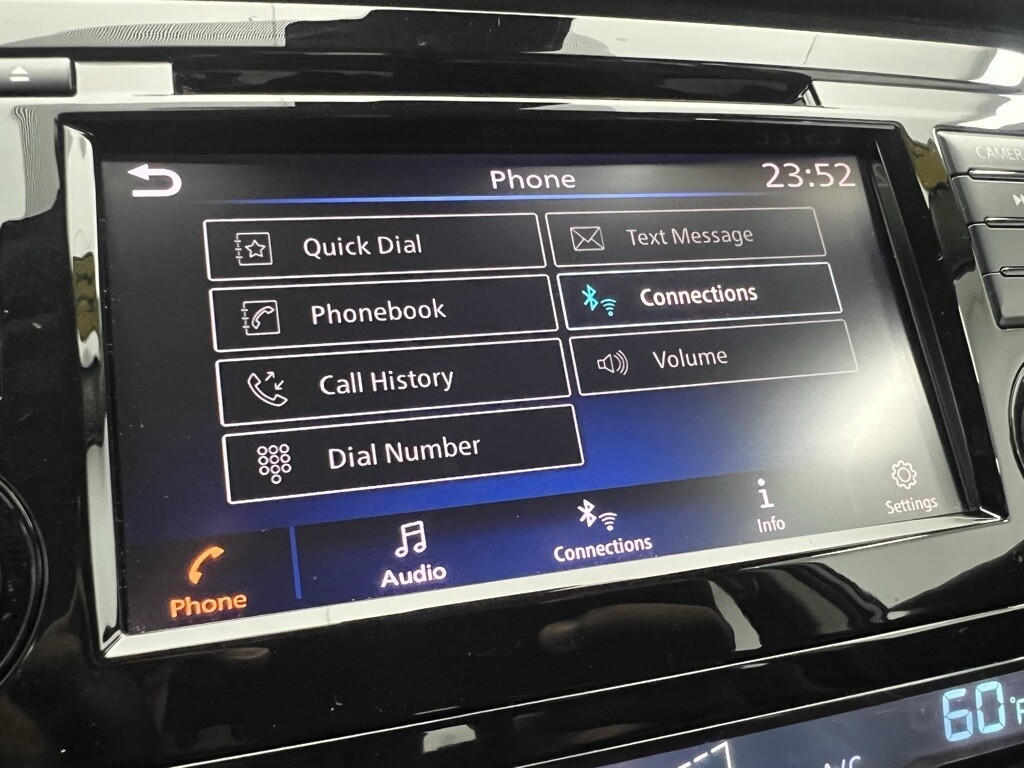 Phone
23:52
CAMERA
Quick Dial
Text Message
Phonebook
Connections
Call History
Volume
Dial Number
Phone
Audio
Connections
Info
Settings
60°F
A/C